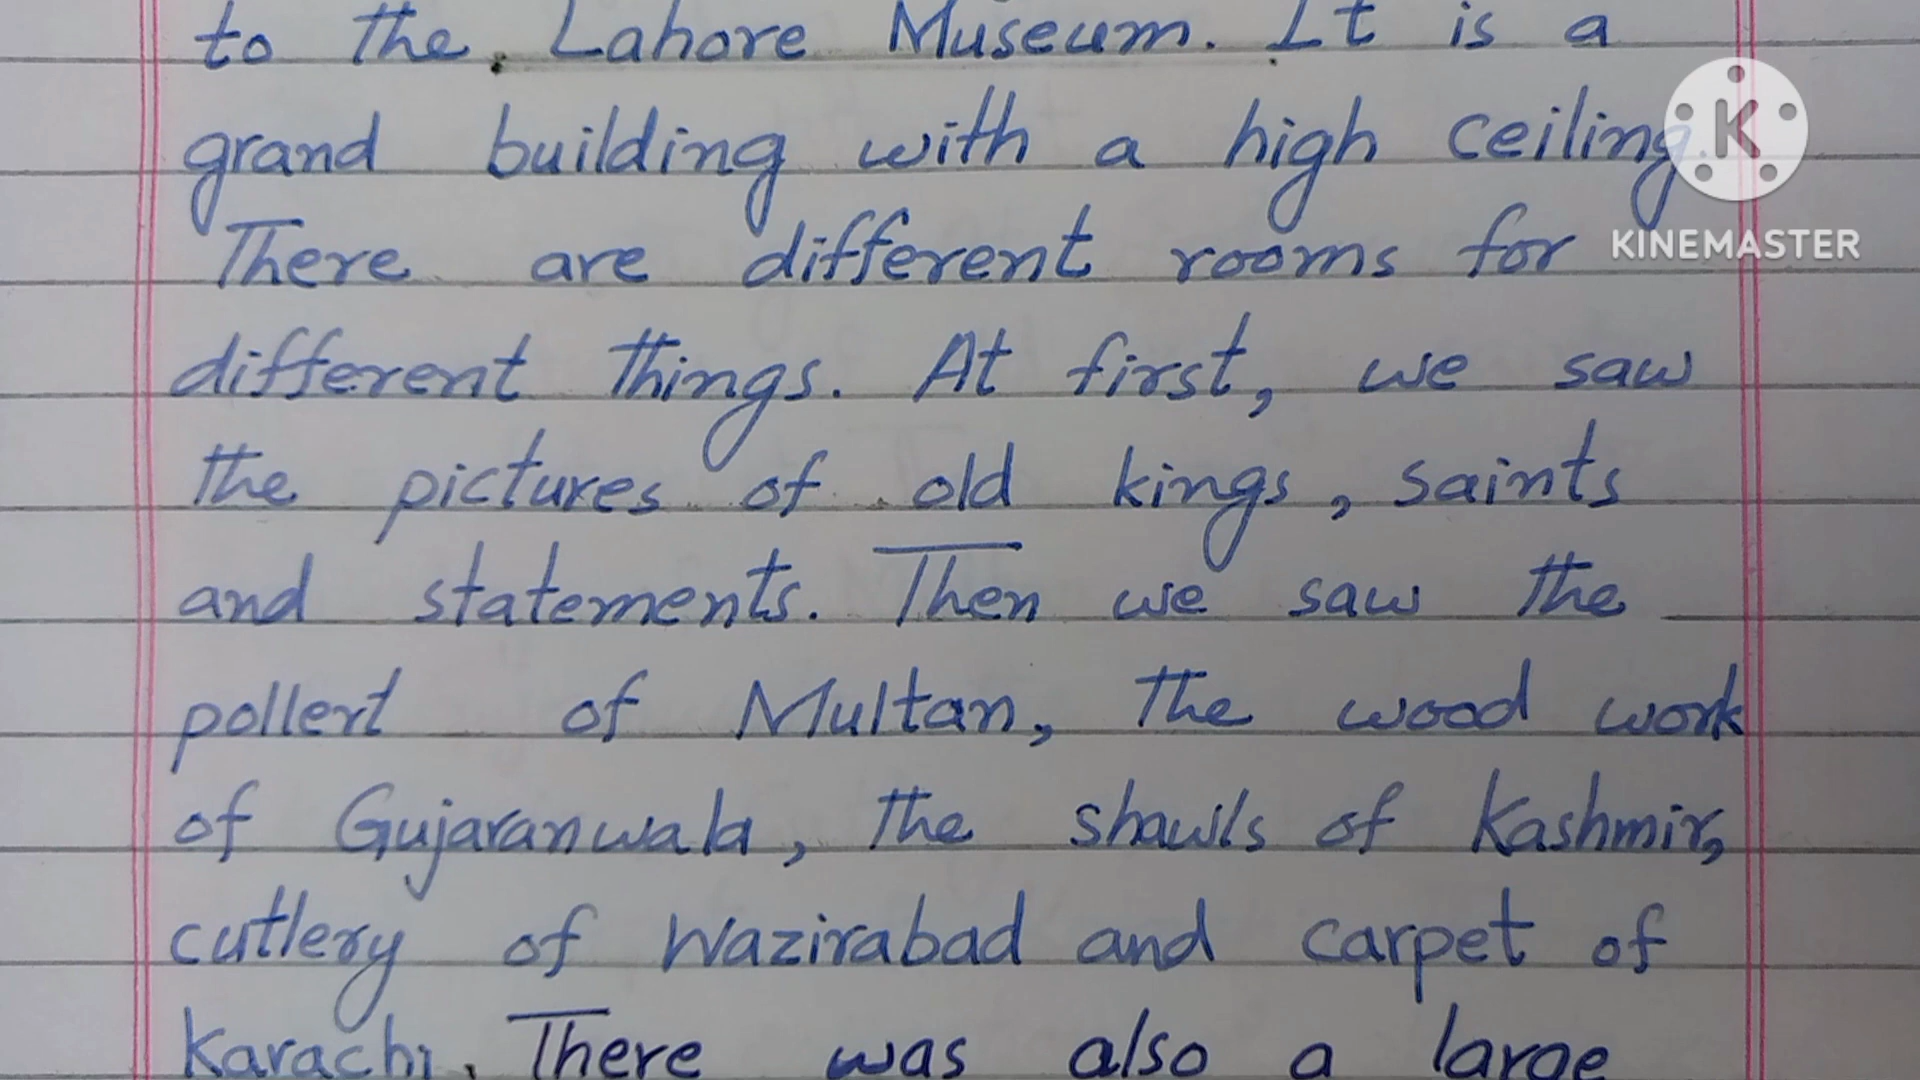 to the Lahore Museum. It is a
grand building with a high ceiling.
There are different rooms for
KINEMASTER
different things. At first, we saw
the pictures of old kings, saints
and statements. Then we saw the
pollert of Multan, the wood work
of Gujaranwala, the shawls of Kashmir,
cutlery of Wazirabad and carpet of
Karachi. There was also a large